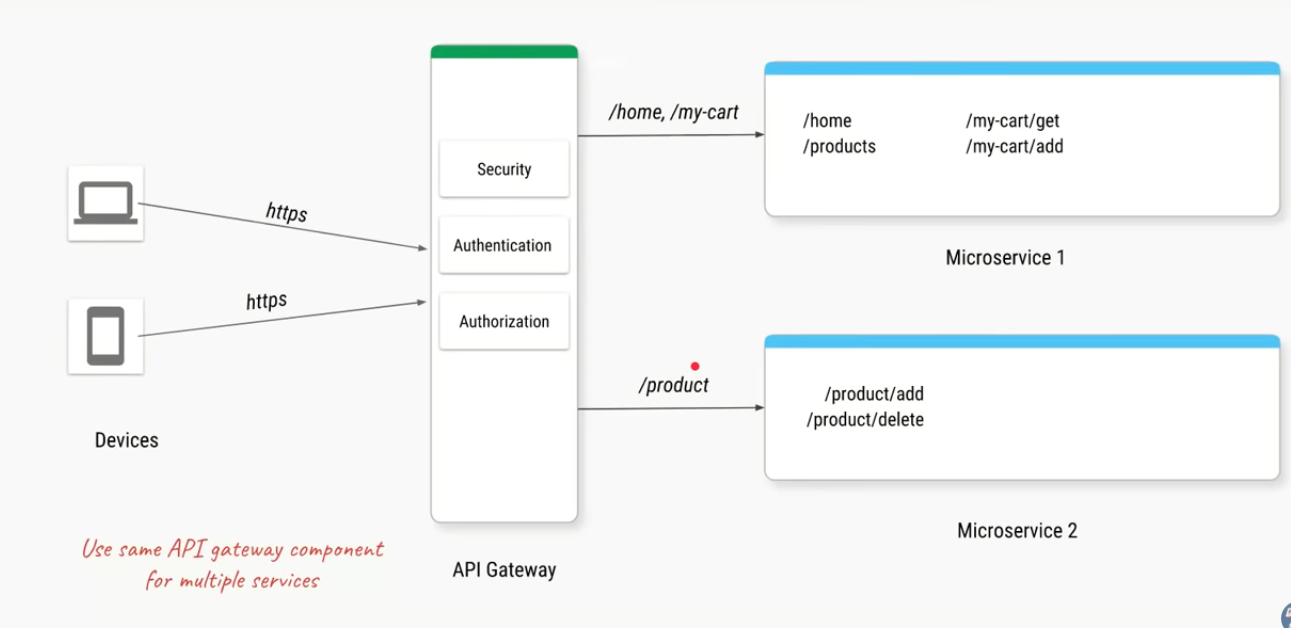 /home, /my-cart
/home
/products
/my-cart/get
/my-cart/add
Security
https
Authentication
Microservice 1
https
Authorization
/product
/product/add
/product/delete
Devices
Microservice 2
Use same API gateway component
for multiple services
API Gateway